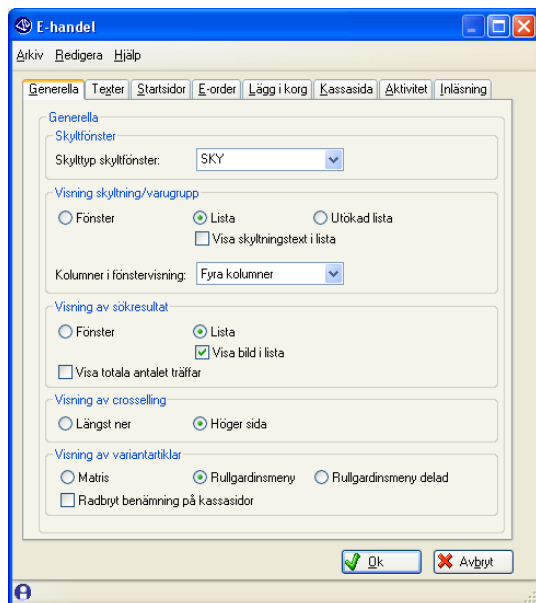 E-handel
Arkiv Redigera Hjälp
Generella Texter Startsidor E-order Lägg i korg Kassasida Aktivitet Inläsning
Generella
Skyltfönster
Skylttyp skyltfönster: SKY
Visning skyltning/varugrupp
Fönster Lista Utökad lista
Visa skyltningstext i lista
Kolumner i fönstervisning: Fyra kolumner
Visning av sökresultat
Fönster Lista
Visa bild i lista
Visa totala antalet träffar
Visning av crosselling
Längst ner Höger sida
Visning av variantartiklar
Matris Rullgardinsmeny Rullgardinsmeny delad
Radbryt benämning på kassasidor
Ok Avbryt